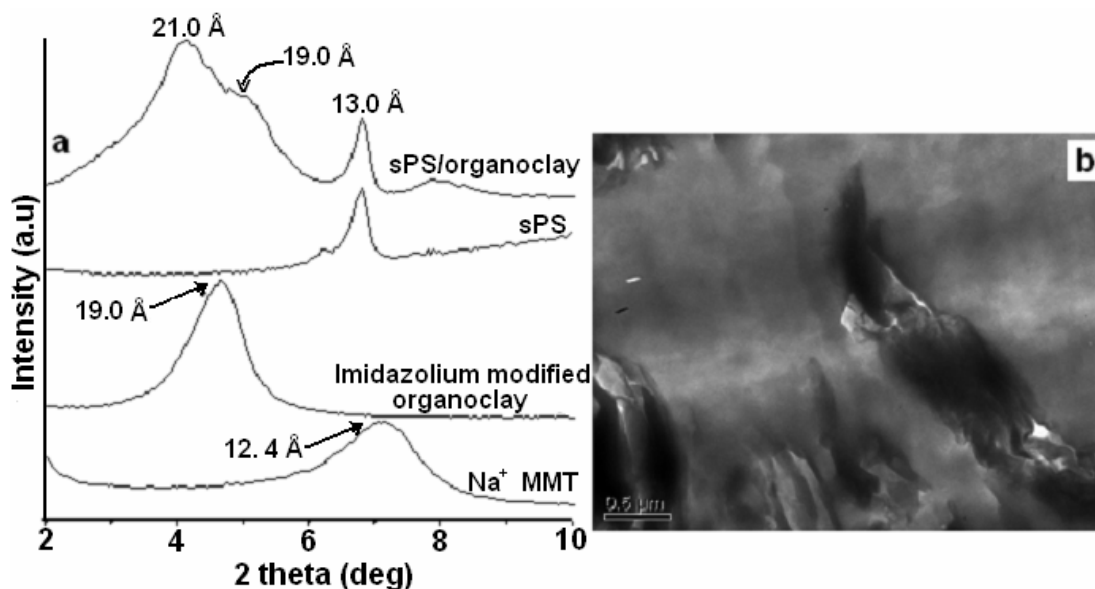 21.0 Å
19.0 Å
13.0 Å
a
sPS/organoclay
sPS
19.0 Å
Imidazolium modified
organoclay
12. 4 Å
Na+ MMT
Intensity (a.u)
2 4 6 8 10
2 theta (deg)
b
0.5 µm